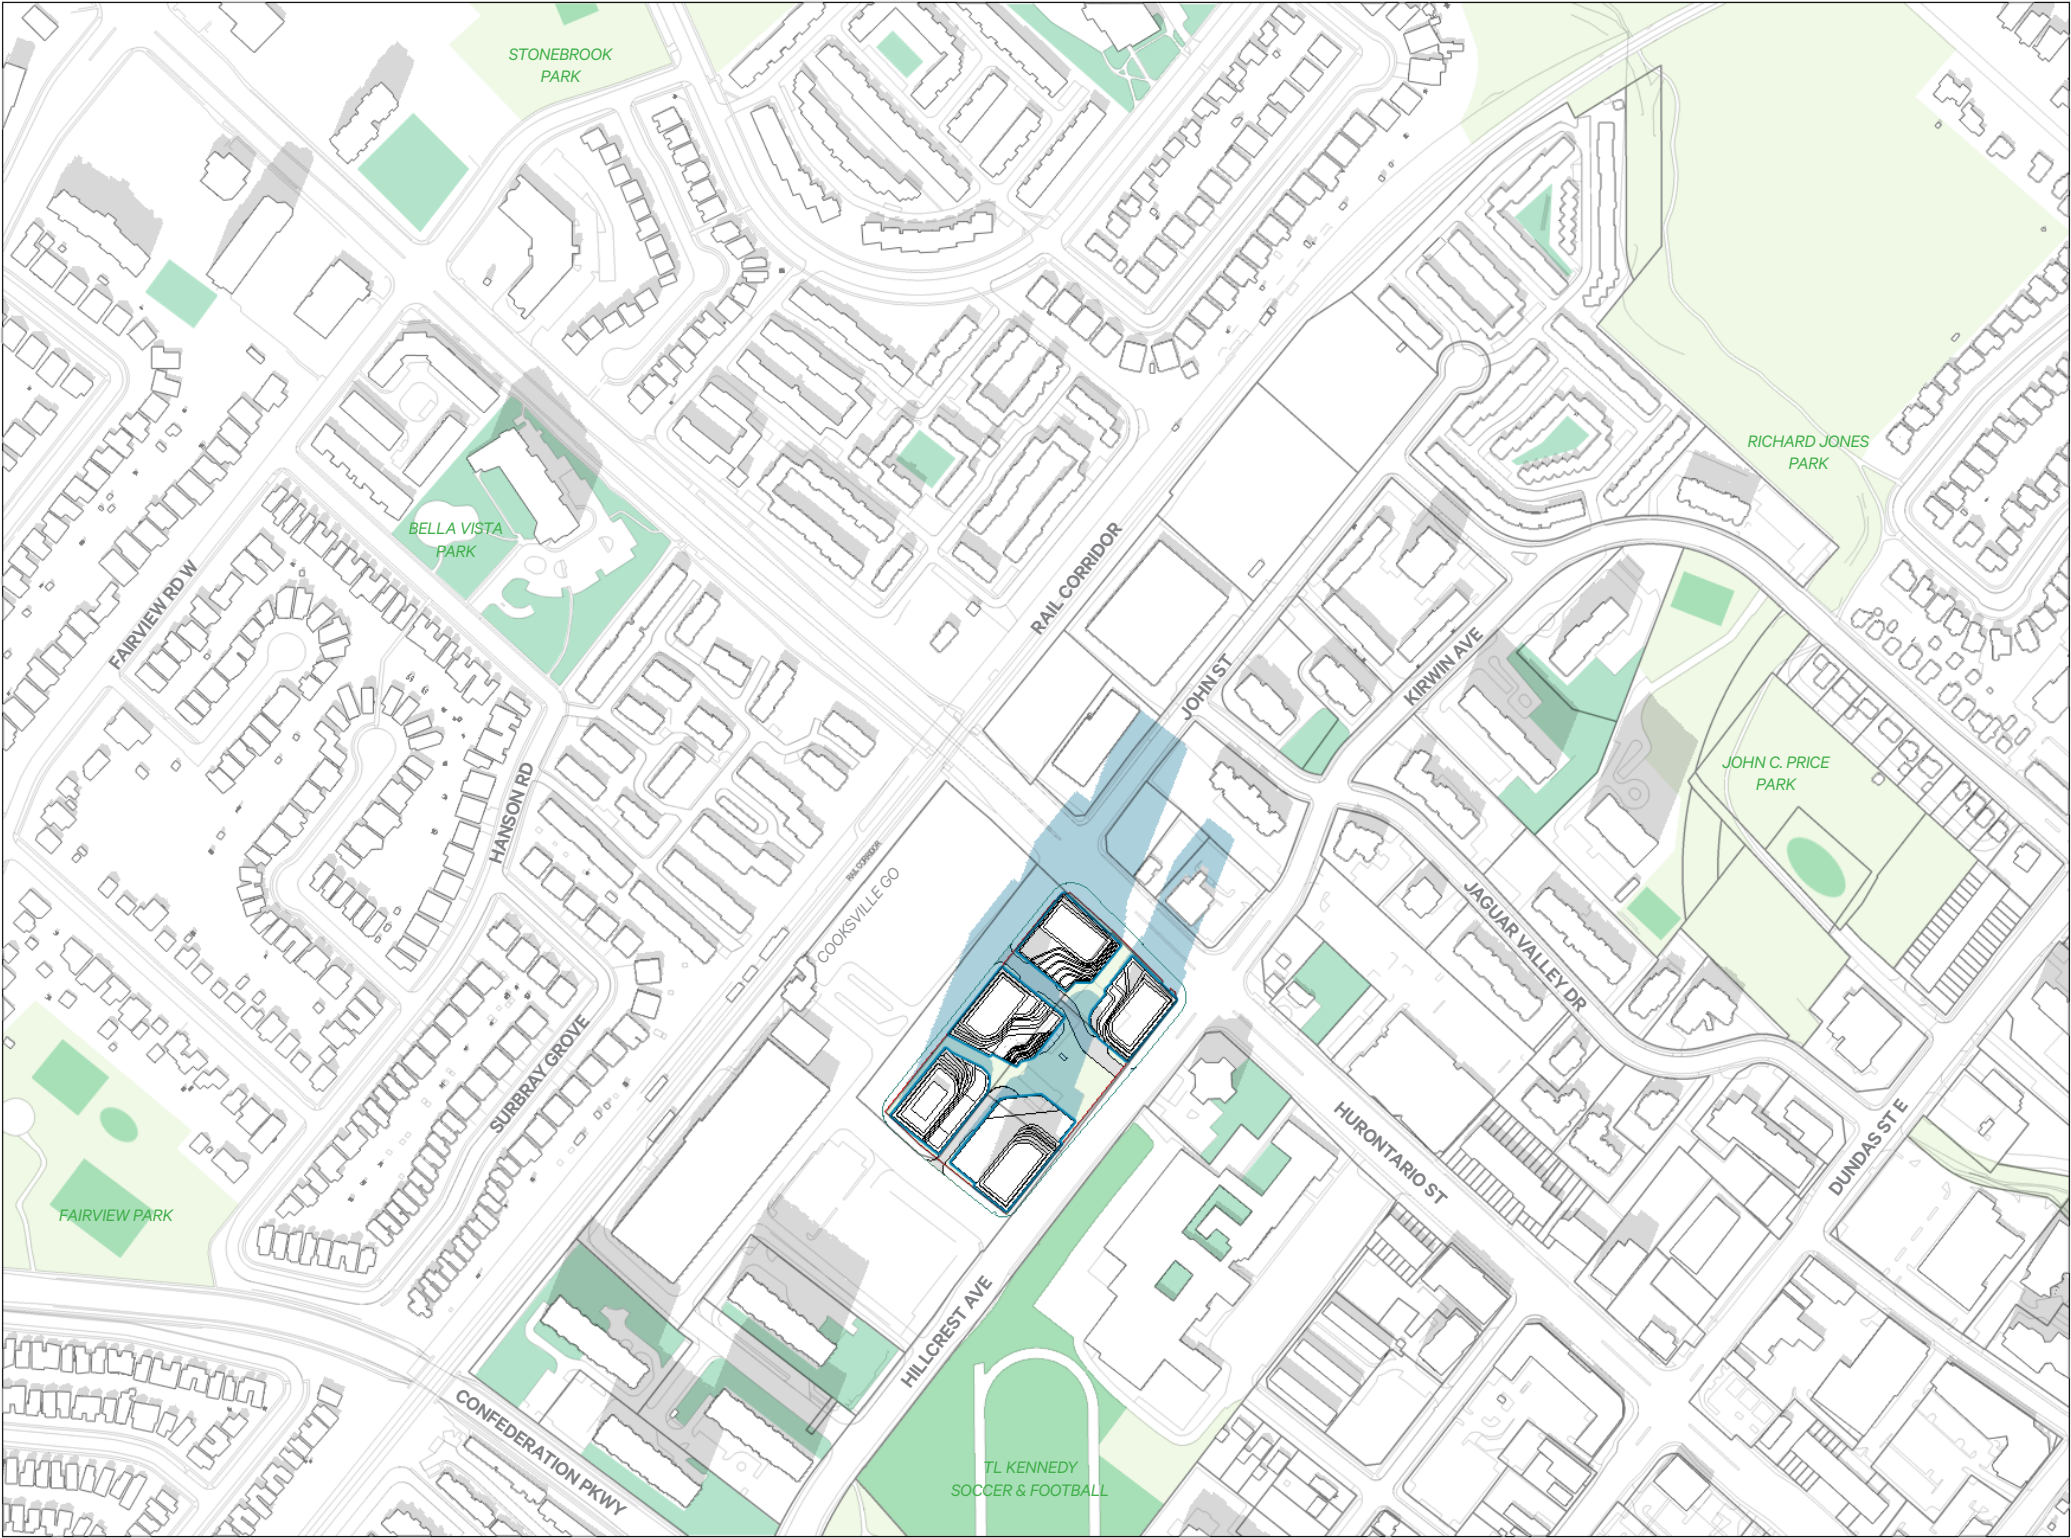 STONEBROOK
PARK
RICHARD JONES
PARK
BELLA VISTA
PARK
RAIL CORRIDOR
FAIRVIEW RD W
JOHN ST
KIRWIN AVE
JOHN C. PRICE
PARK
HANSON RD
RAIL CORRIDOR
COOKSVILLE GO
JAGUAR VALLEY DR
SURBRAY GROVE
HURONTARIO ST
DUNDAS ST E
FAIRVIEW PARK
HILLCREST AVE
CONFEDERATION PKWY
TL KENNEDY
SOCCER & FOOTBALL